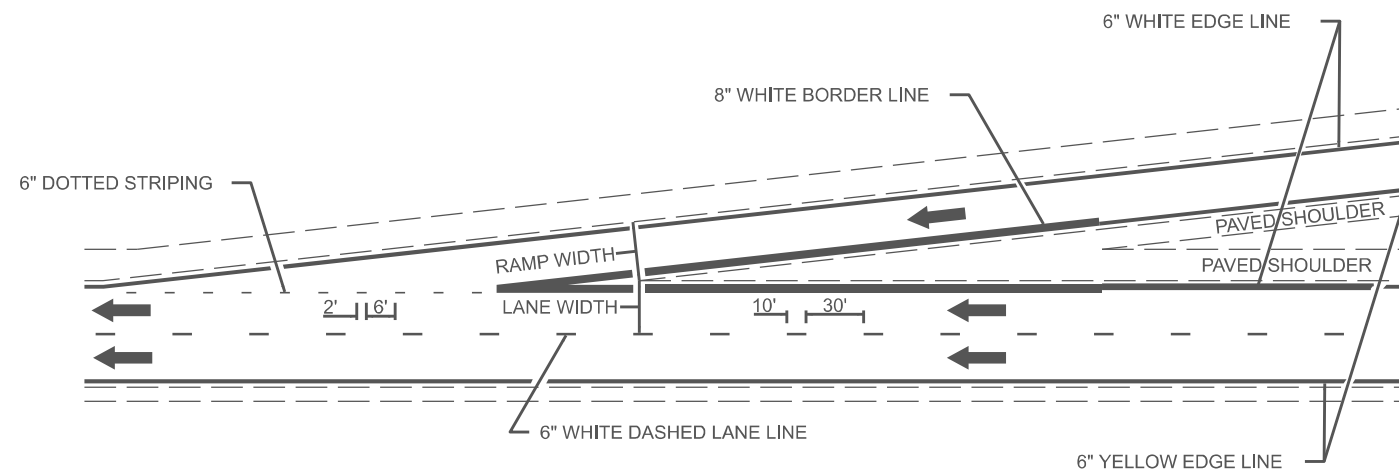 6" WHITE EDGE LINE
8" WHITE BORDER LINE
6" DOTTED STRIPING
PAVED SHOULDER
RAMP WIDTH
PAVED SHOULDER
2' 6'
LANE WIDTH
10' 30'
6" WHITE DASHED LANE LINE
6" YELLOW EDGE LINE